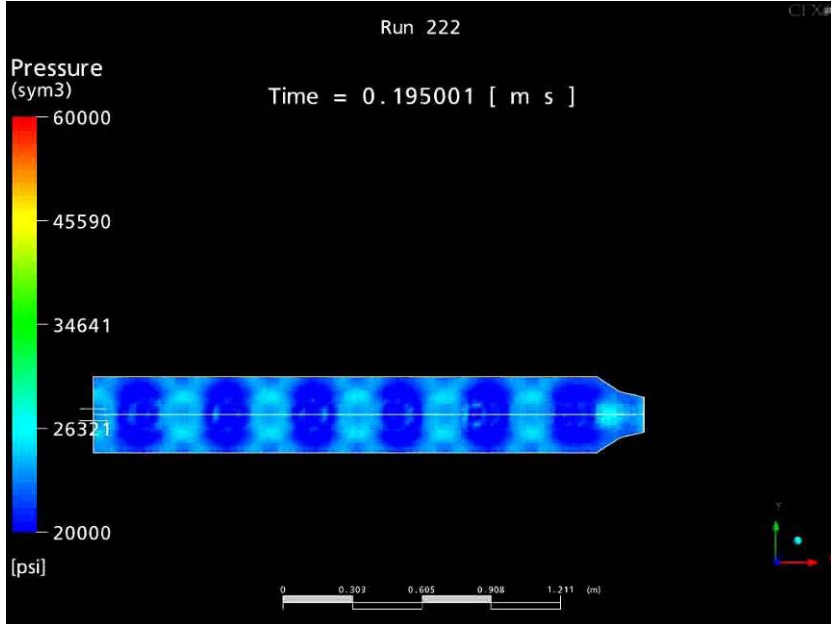 CFX
Run 222
Pressure
(sym3)
Time = 0.195001 [ m s ]
60000
45590
34641
26321
20000
[psi]
Y
0 0.303 0.605 0.908 1.211 (m)